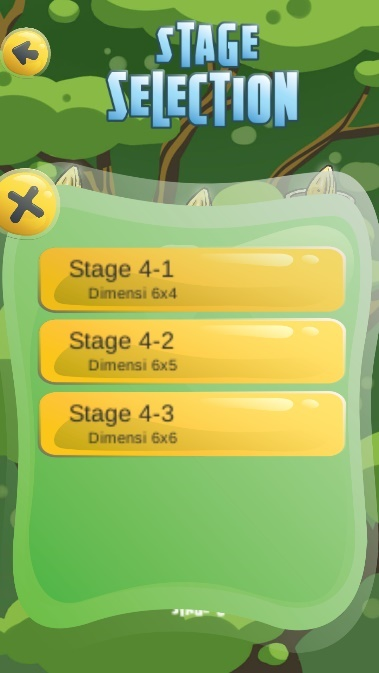 STAGE
SELECTION
Stage 4-1
Dimensi 6x4
Stage 4-2
Dimensi 6x5
Stage 4-3
Dimensi 6x6